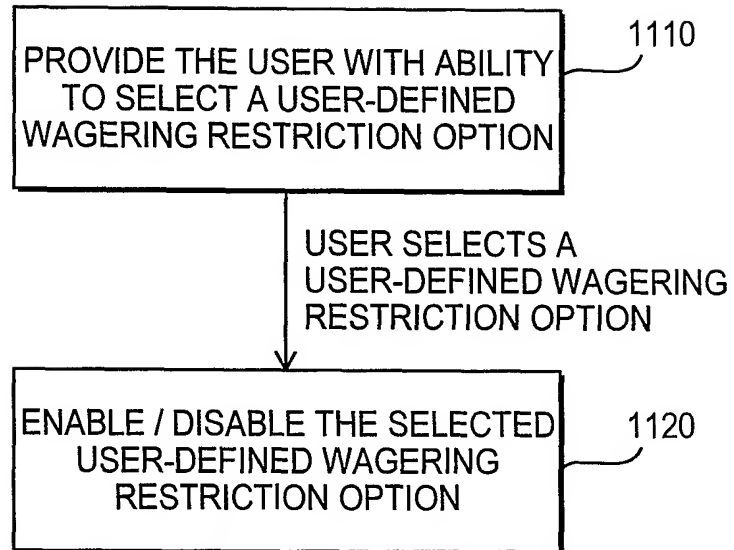 1110
PROVIDE THE USER WITH ABILITY
TO SELECT A USER-DEFINED
WAGERING RESTRICTION OPTION
USER SELECTS A
USER-DEFINED WAGERING
RESTRICTION OPTION
ENABLE / DISABLE THE SELECTED
USER-DEFINED WAGERING
RESTRICTION OPTION
1120